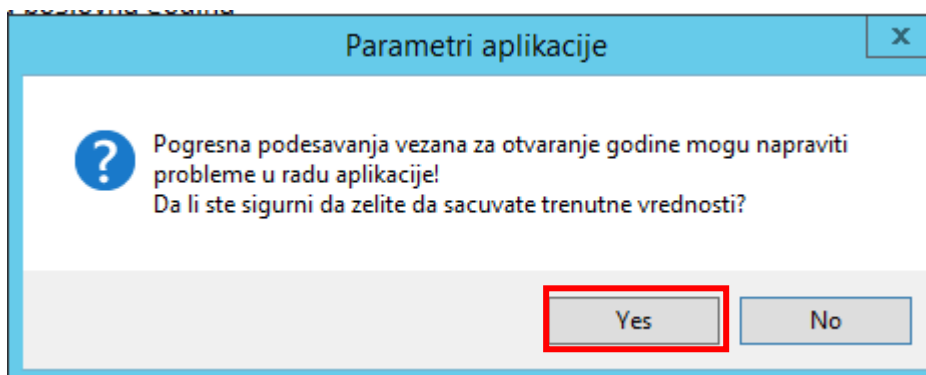 Parametri aplikacije
x
Pogresna podesavanja vezana za otvaranje godine mogu napraviti
probleme u radu aplikacije!
Da li ste sigurni da zelite da sacuvate trenutne vrednosti?
Yes No